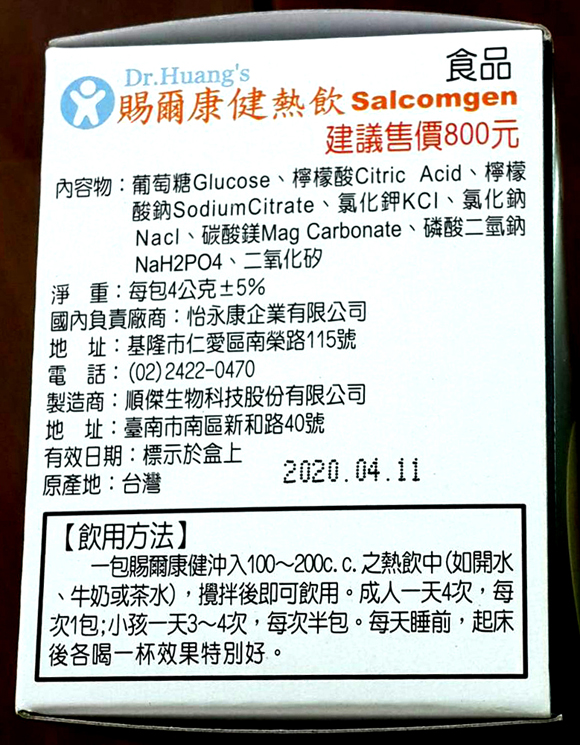 食品
Dr.Huang's
賜爾康健熱飲 Salcomgen
建議售價800元
內容物：葡萄糖Glucose、檸檬酸Citric Acid、檸檬
酸鈉SodiumCitrate、氯化鉀KCl、氯化鈉
Nacl、碳酸鎂Mag Carbonate、磷酸二氫鈉
NaH2PO4、二氧化矽
淨　重：每包4公克±5%
國內負責廠商：怡永康企業有限公司
地　址：基隆市仁愛區南榮路115號
電　話：(02)2422-0470
製造商：順傑生物科技股份有限公司
地　址：臺南市南區新和路40號
有效日期：標示於盒上
2020.04.11
原產地：台灣
【飲用方法】
一包賜爾康健沖入100～200c.c.之熱飲中(如開水
、牛奶或茶水)，攪拌後即可飲用。成人一天4次，每
次1包;小孩一天3～4次，每次半包。每天睡前，起床
後各喝一杯效果特別好。